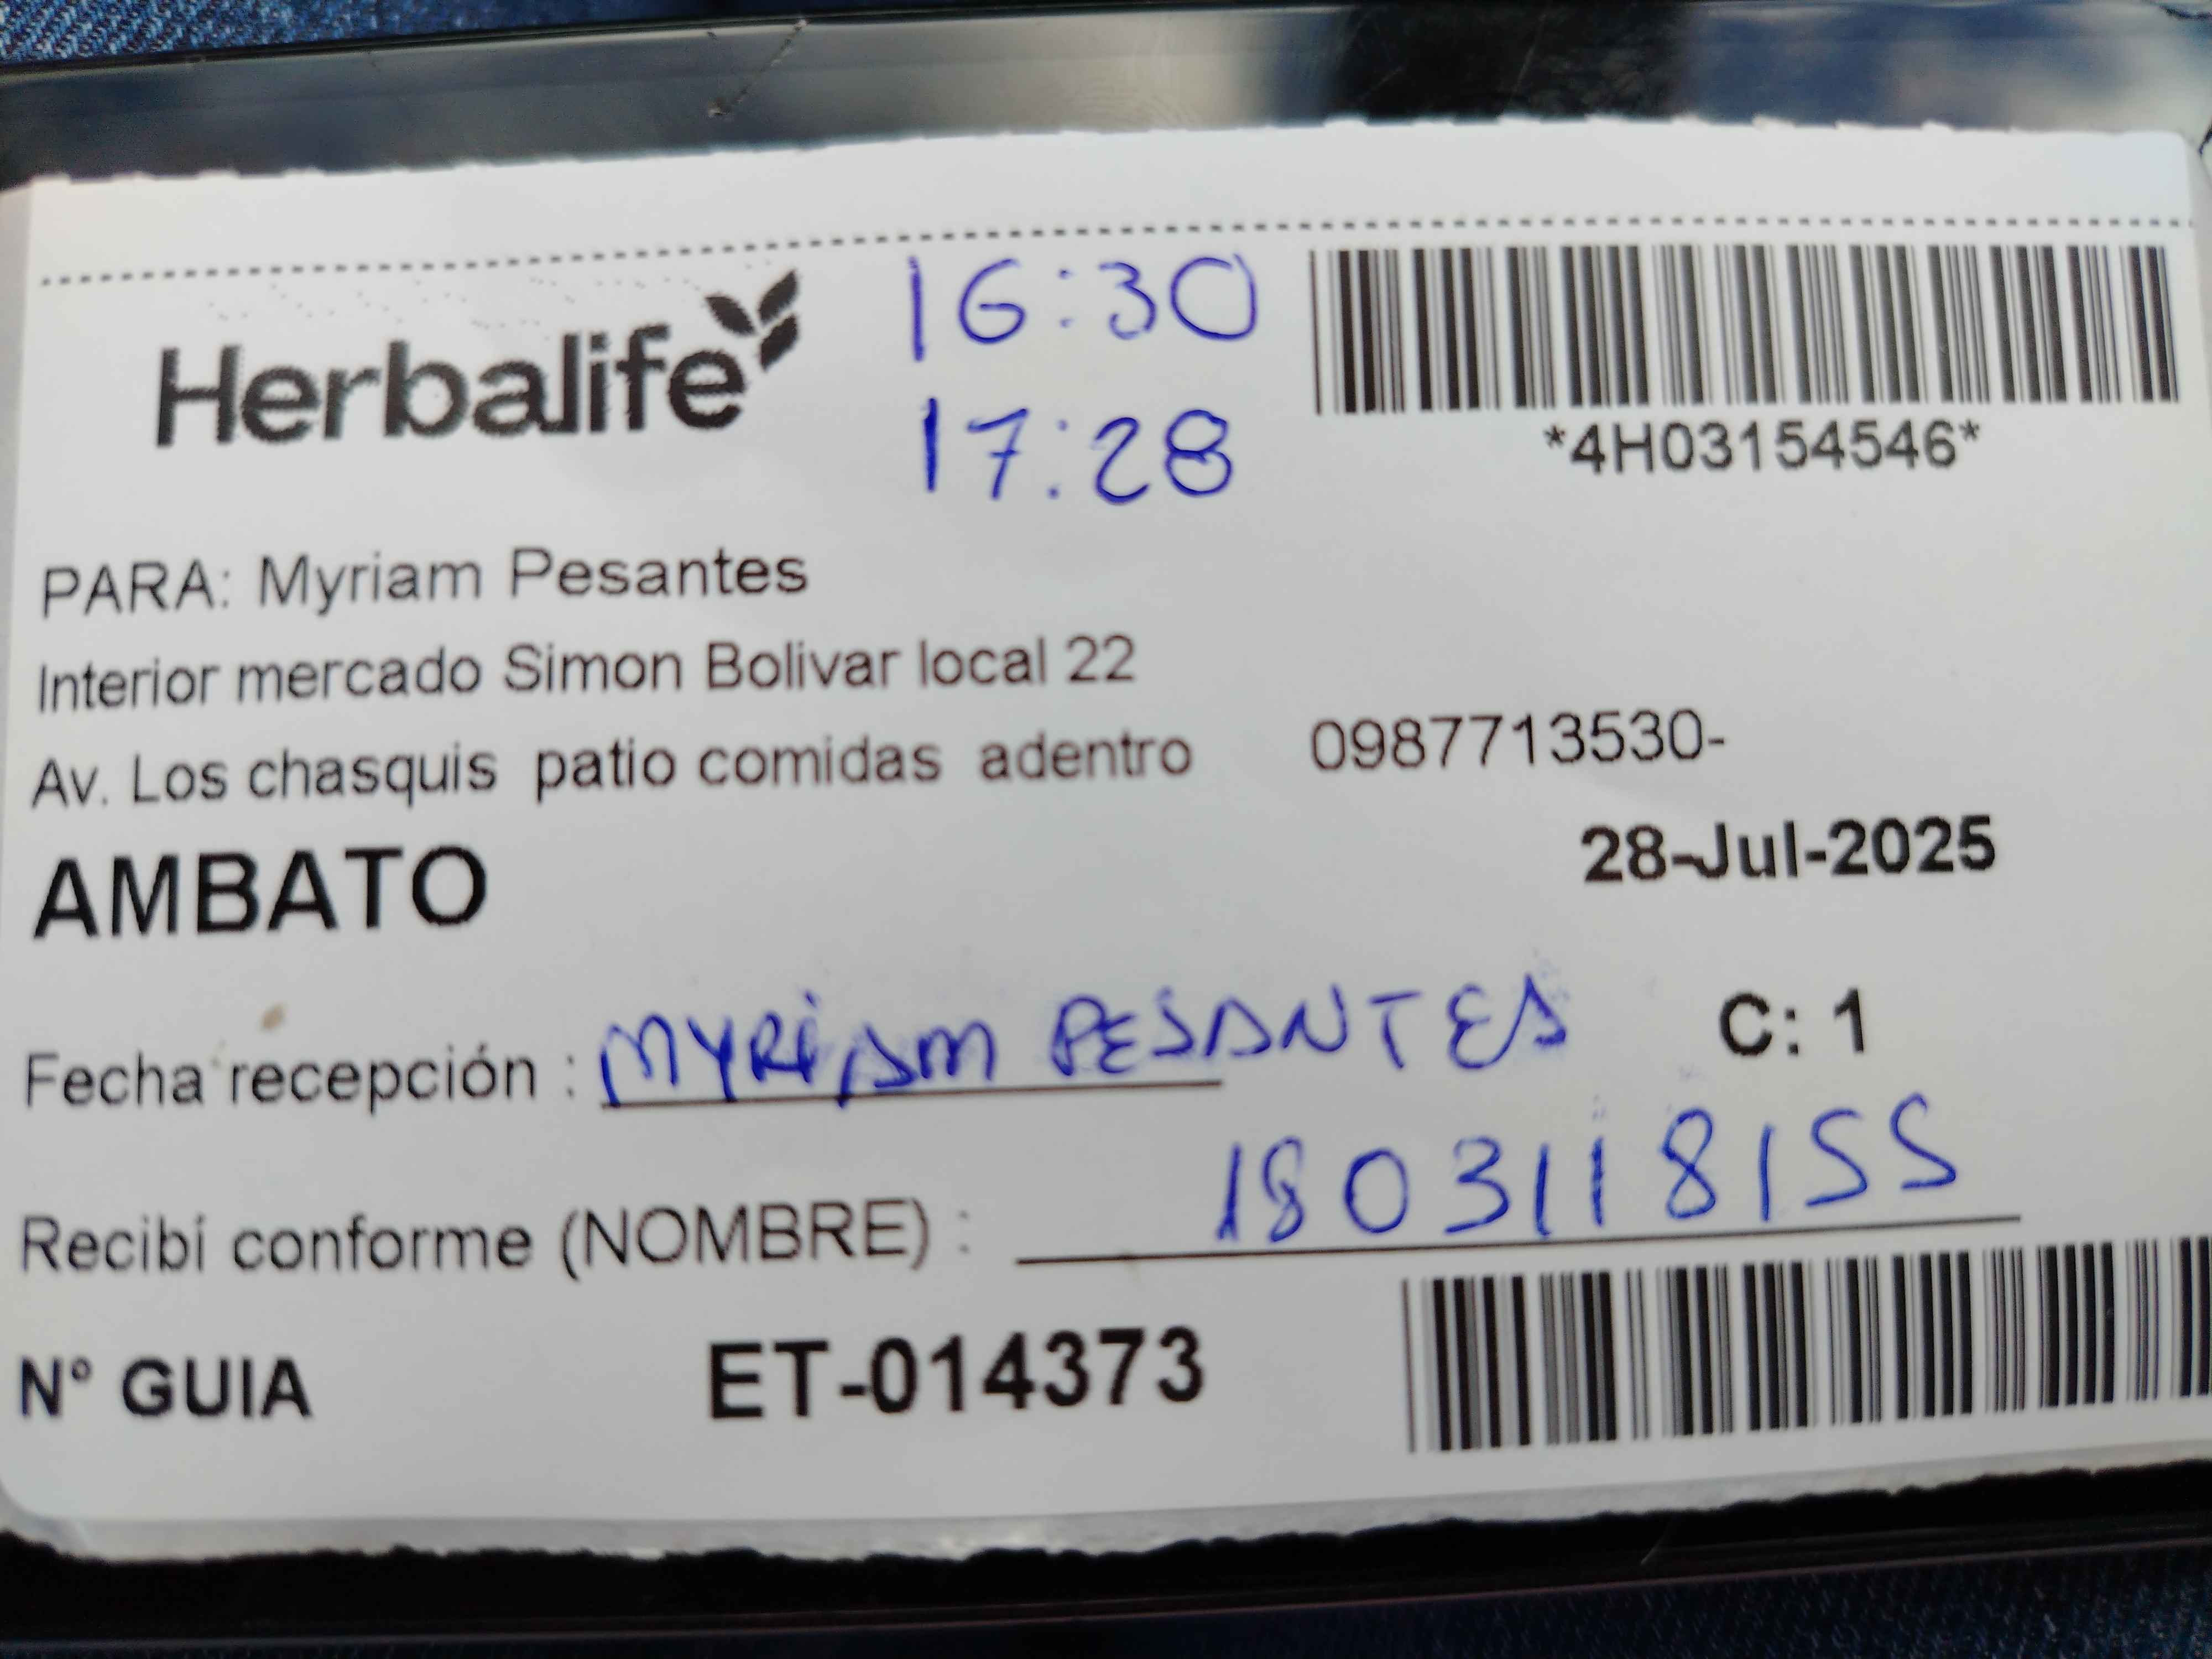 Herbalife
16:30
17:28
*4H03154546*
PARA: Myriam Pesantes
Interior mercado Simon Bolivar local 22
Av. Los chasquis patio comidas adentro 0987713530-
28-Jul-2025
AMBATO
Fecha recepción : MYRiAM PESANTES C: 1
Recibí conforme (NOMBRE) : 1803118155
N° GUIA ET-014373